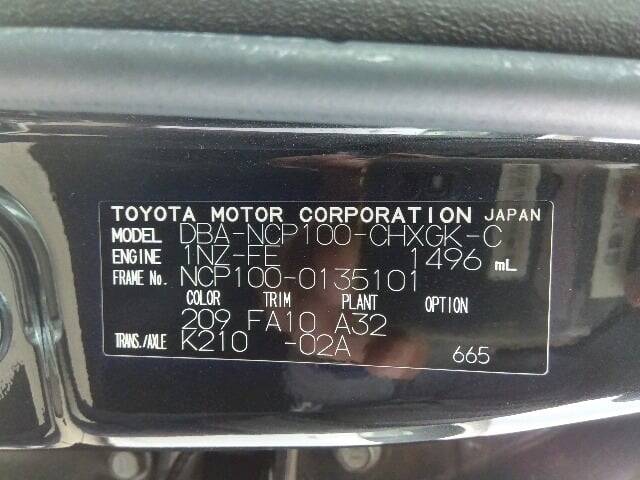 TOYOTA MOTOR CORPORATION JAPAN
MODEL DBA-NCP100-CHXGK-C
ENGINE 1NZ-FE 1496 mL
FRAME No. NCP100-0135101
COLOR TRIM PLANT OPTION
209 FA10 A32
TRANS./AXLE K210 -02A 665